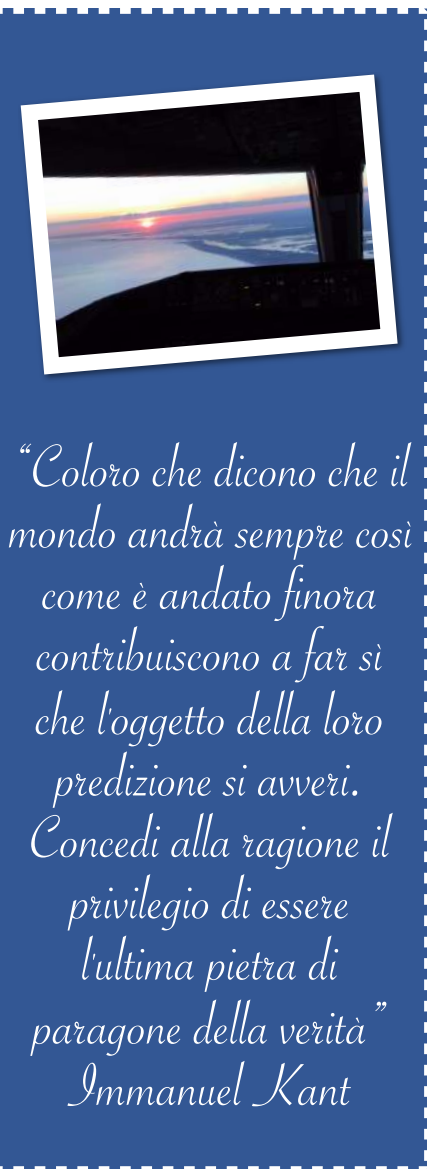 “Coloro che dicono che il
mondo andrà sempre così
come è andato finora
contribuiscono a far sì
che l'oggetto della loro
predizione si avveri.
Concedi alla ragione il
privilegio di essere
l'ultima pietra di
paragone della verità”
Immanuel Kant